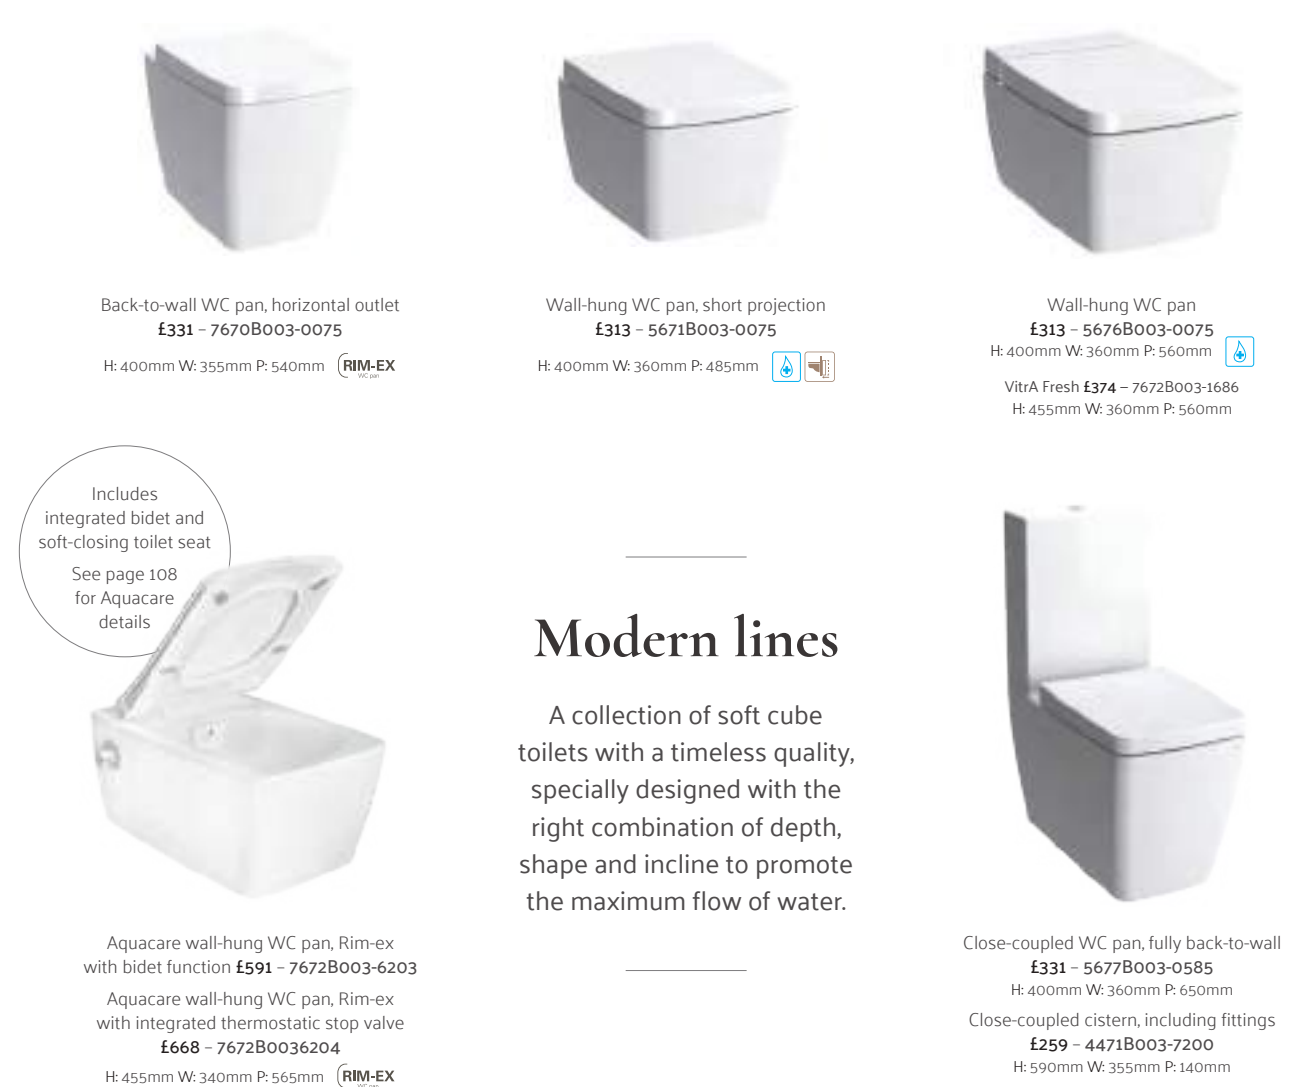 Back-to-wall WC pan, horizontal outlet
£331 – 7670B003-0075
H: 400mm W: 355mm P: 540mm RIM-EX
WC pan
Wall-hung WC pan, short projection
£313 – 5671B003-0075
H: 400mm W: 360mm P: 485mm
Wall-hung WC pan
£313 – 5676B003-0075
H: 400mm W: 360mm P: 560mm
VitrA Fresh £374 – 7672B003-1686
H: 455mm W: 360mm P: 560mm
Includes
integrated bidet and
soft-closing toilet seat
See page 108
for Aquacare
details
Aquacare wall-hung WC pan, Rim-ex
with bidet function £591 – 7672B003-6203
Aquacare wall-hung WC pan, Rim-ex
with integrated thermostatic stop valve
£668 – 7672B0036204
H: 455mm W: 340mm P: 565mm RIM-EX
WC pan
Modern lines
A collection of soft cube
toilets with a timeless quality,
specially designed with the
right combination of depth,
shape and incline to promote
the maximum flow of water.
Close-coupled WC pan, fully back-to-wall
£331 – 5677B003-0585
H: 400mm W: 360mm P: 650mm
Close-coupled cistern, including fittings
£259 – 4471B003-7200
H: 590mm W: 355mm P: 140mm